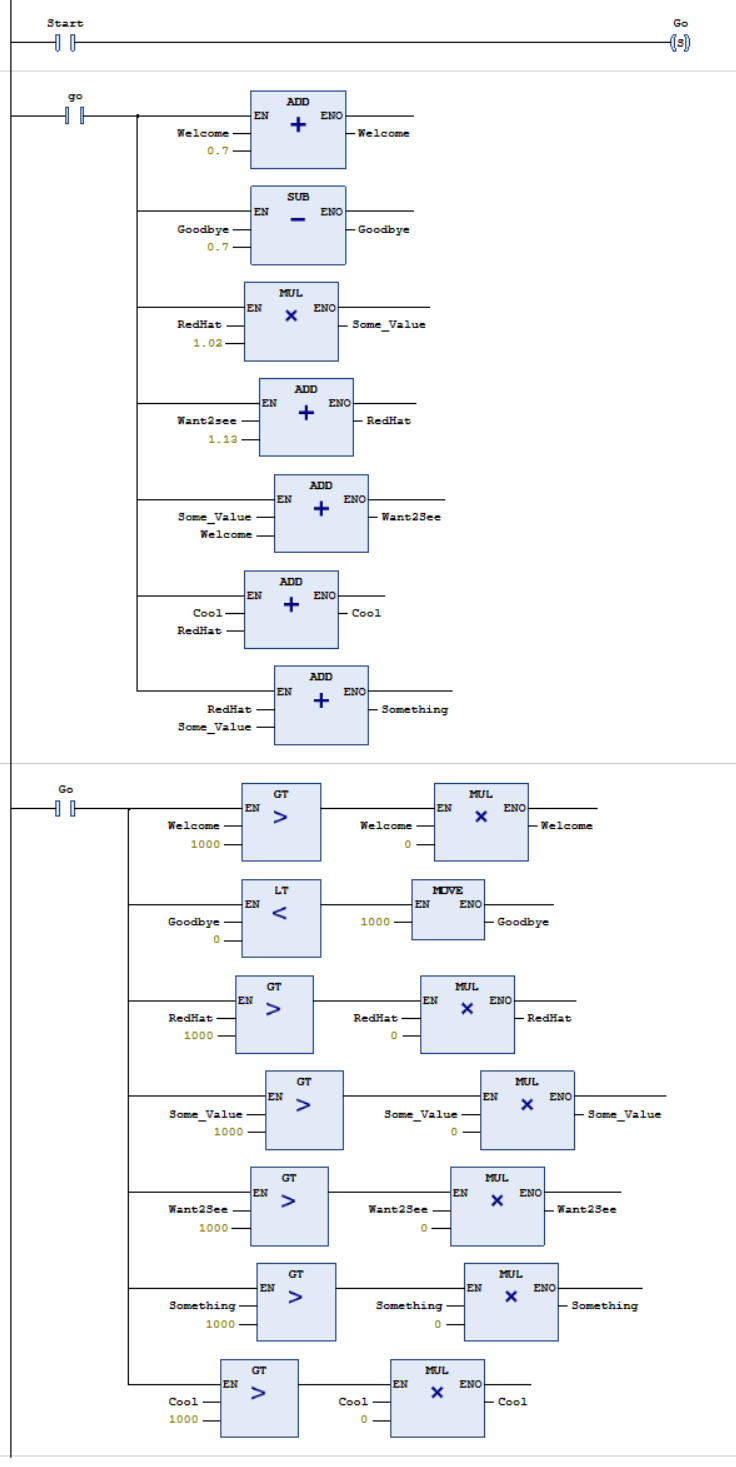 Start Go
(S)
go
ADD
EN ENO
+
Welcome Welcome
0.7
SUB
EN ENO
−
Goodbye Goodbye
0.7
MUL
EN ENO
×
RedHat Some_Value
1.02
ADD
EN ENO
+
Want2see RedHat
1.13
ADD
EN ENO
+
Some_Value Want2See
Welcome
ADD
EN ENO
+
Cool Cool
RedHat
ADD
EN ENO
+
RedHat Something
Some_Value
Go
GT MUL
EN EN ENO
> ×
Welcome Welcome Welcome
1000 0
LT MOVE
EN EN ENO
<
Goodbye 1000 Goodbye
0
GT MUL
EN EN ENO
> ×
RedHat RedHat RedHat
1000 0
GT MUL
EN EN ENO
> ×
Some_Value Some_Value Some_Value
1000 0
GT MUL
EN EN ENO
> ×
Want2See Want2See Want2See
1000 0
GT MUL
EN EN ENO
> ×
Something Something Something
1000 0
GT MUL
EN EN ENO
> ×
Cool Cool Cool
1000 0